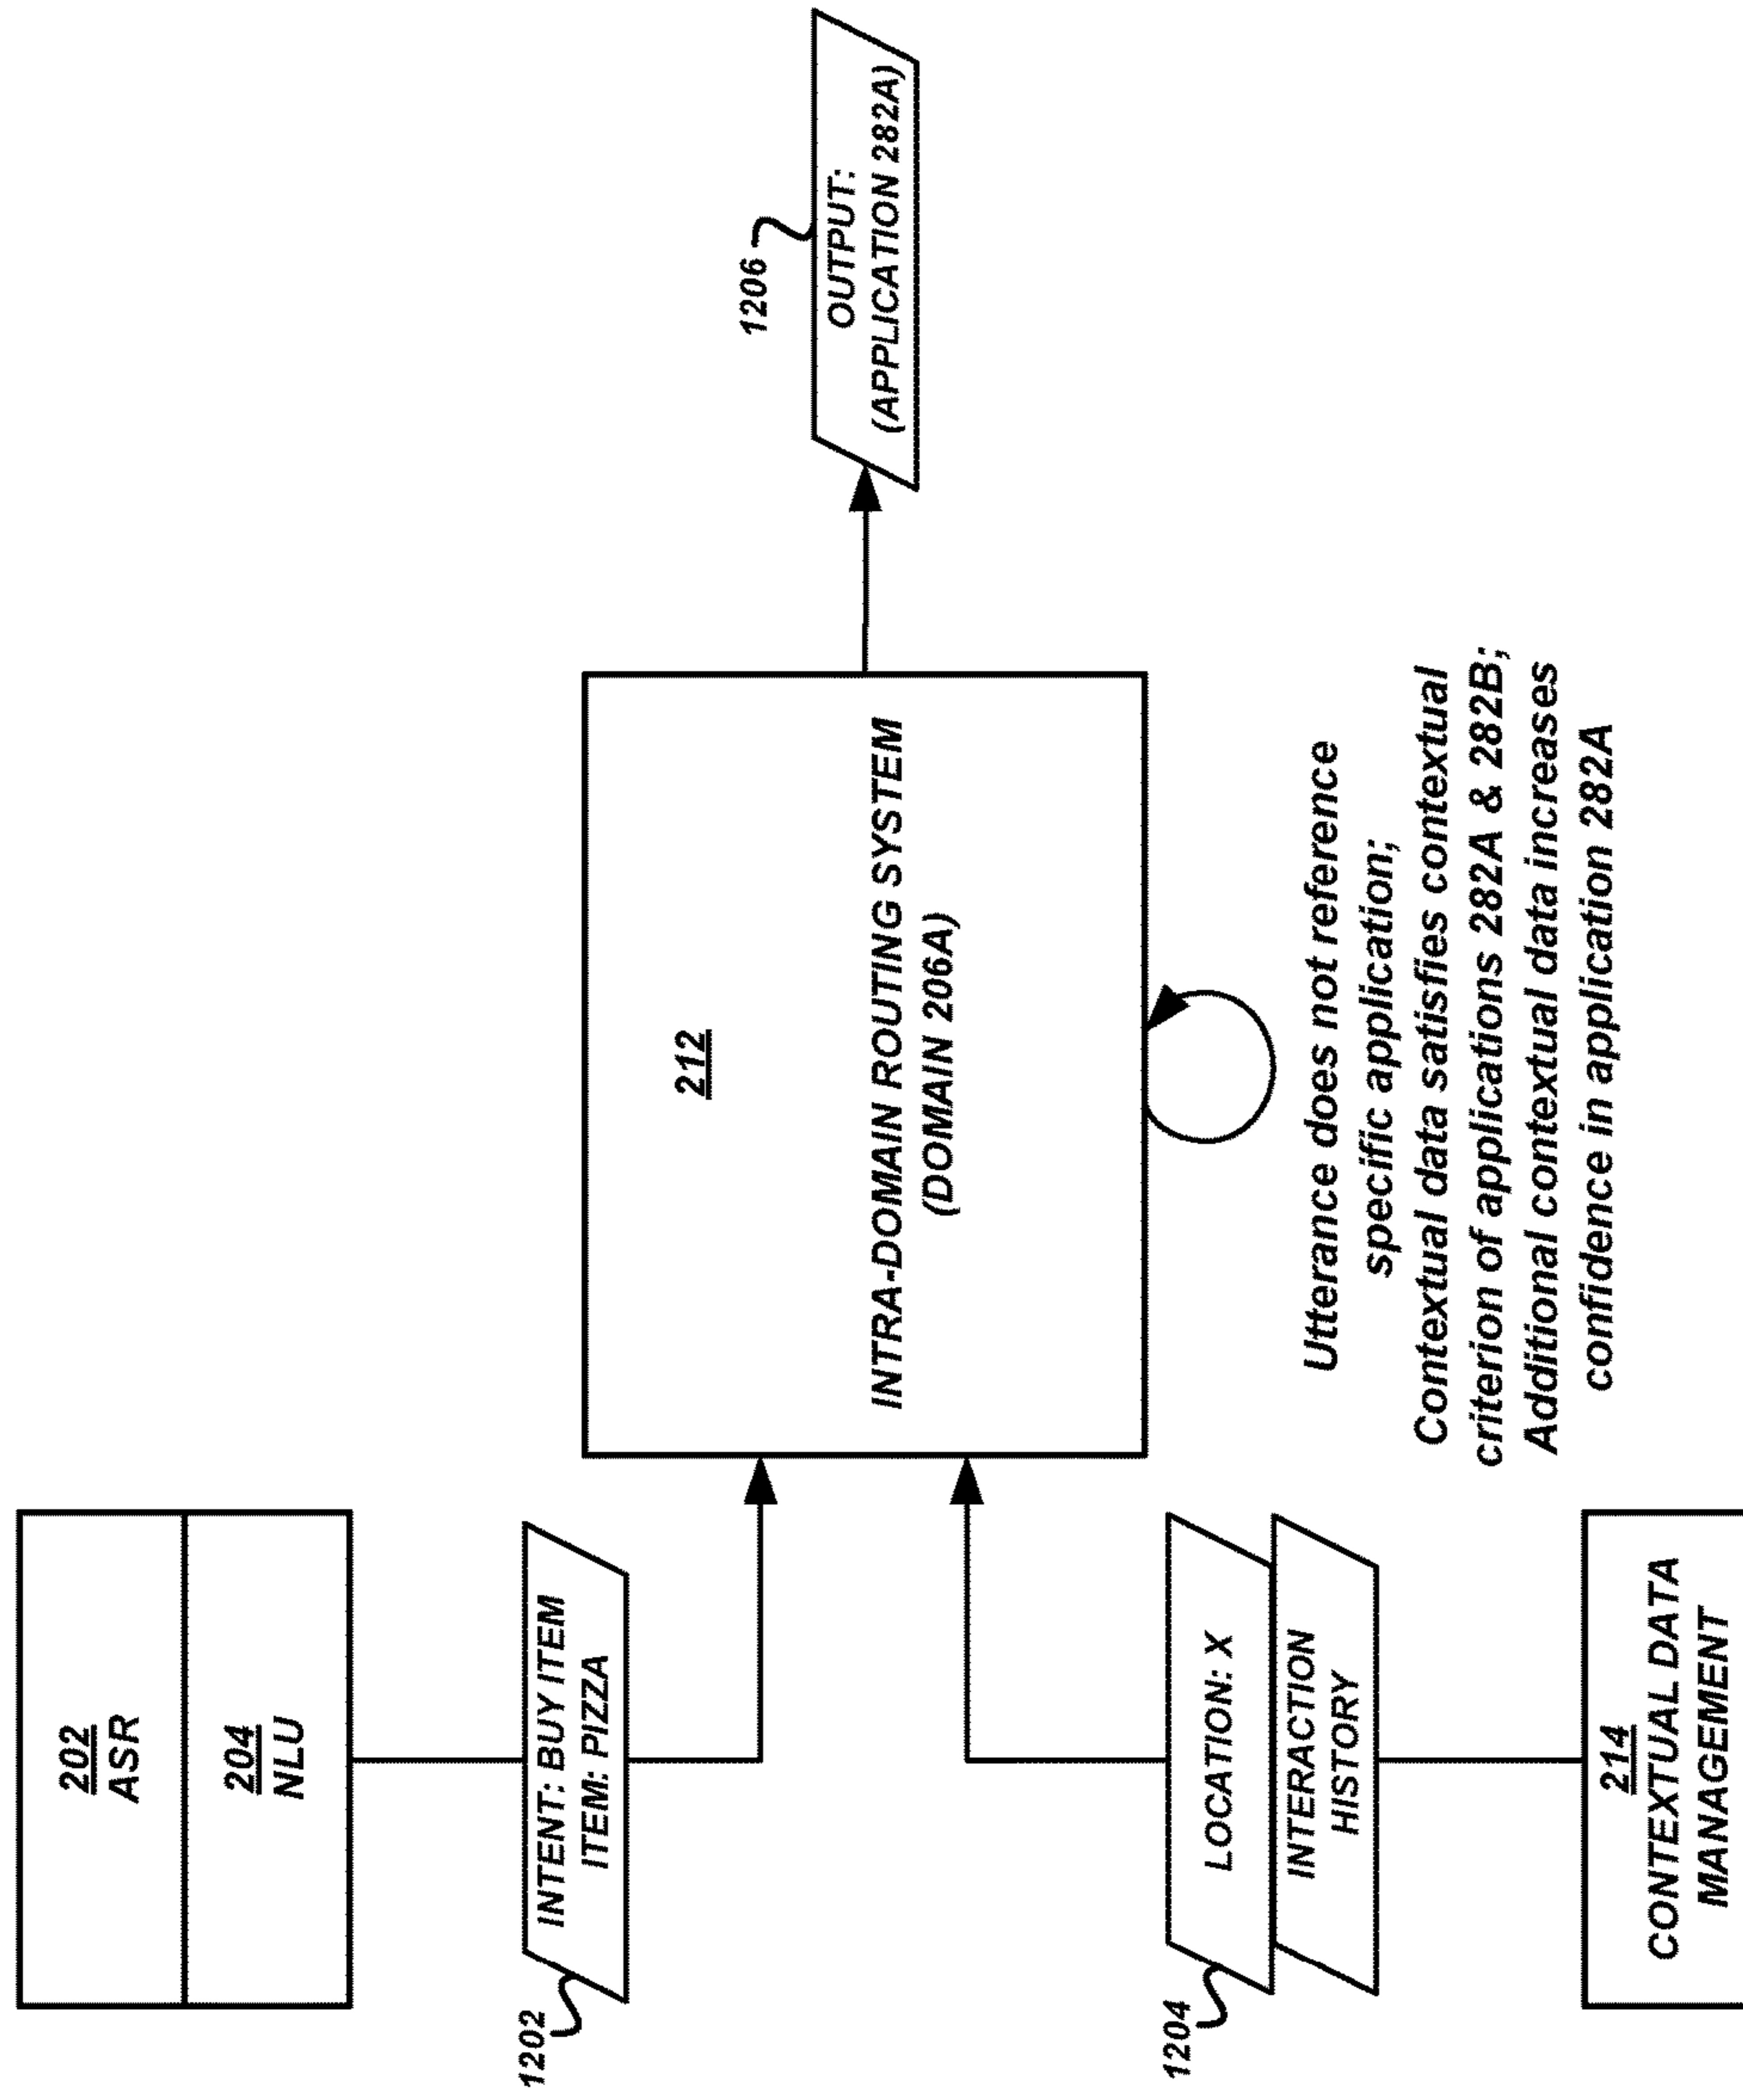 202
ASR
204
NLU
1202
INTENT: BUY ITEM
ITEM: PIZZA
1204
LOCATION: X
INTERACTION
HISTORY
214
CONTEXTUAL DATA
MANAGEMENT
212
INTRA-DOMAIN ROUTING SYSTEM
(DOMAIN 206A)
Utterance does not reference
specific application;
Contextual data satisfies contextual
criterion of applications 282A & 282B;
Additional contextual data increases
confidence in application 282A
1206
OUTPUT:
(APPLICATION 282A)